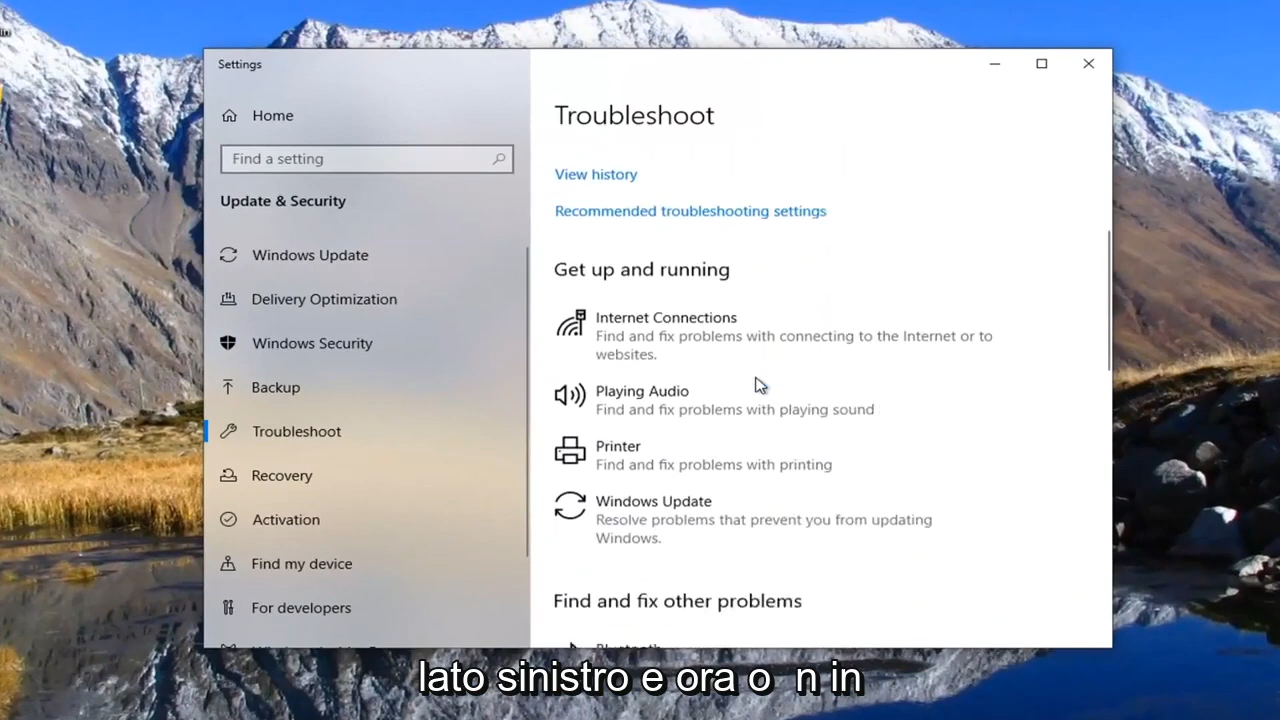 in
Settings
Home
Find a setting
Update & Security
Windows Update
Delivery Optimization
Windows Security
Backup
Troubleshoot
Recovery
Activation
Find my device
For developers
Troubleshoot
View history
Recommended troubleshooting settings
Get up and running
Internet Connections
Find and fix problems with connecting to the Internet or to
websites.
Playing Audio
Find and fix problems with playing sound
Printer
Find and fix problems with printing
Windows Update
Resolve problems that prevent you from updating
Windows.
Find and fix other problems
Bluetooth
lato sinistro e ora o n in